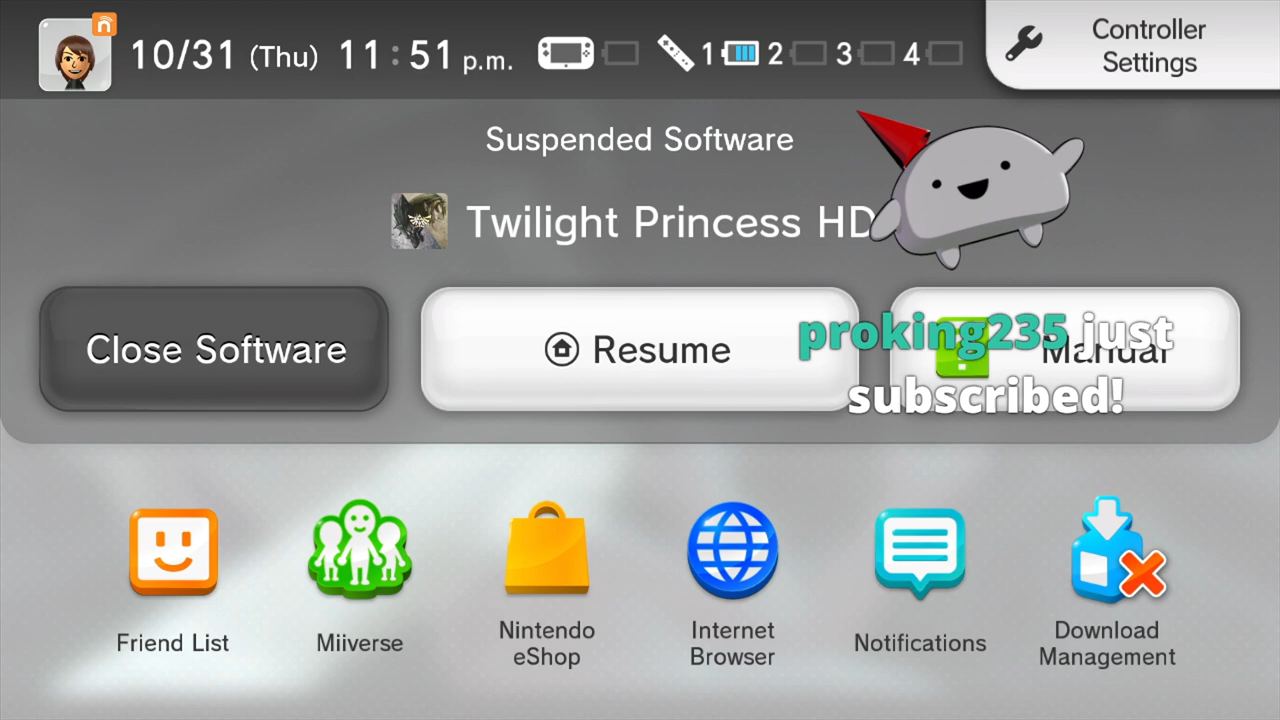 10/31 (Thu) 11:51 p.m.
1 2 3 4
Controller
Settings
Suspended Software
Twilight Princess HD
Close Software
Resume
Manual
proking235 just
subscribed!
Friend List
Miiverse
Nintendo
eShop
Internet
Browser
Notifications
Download
Management